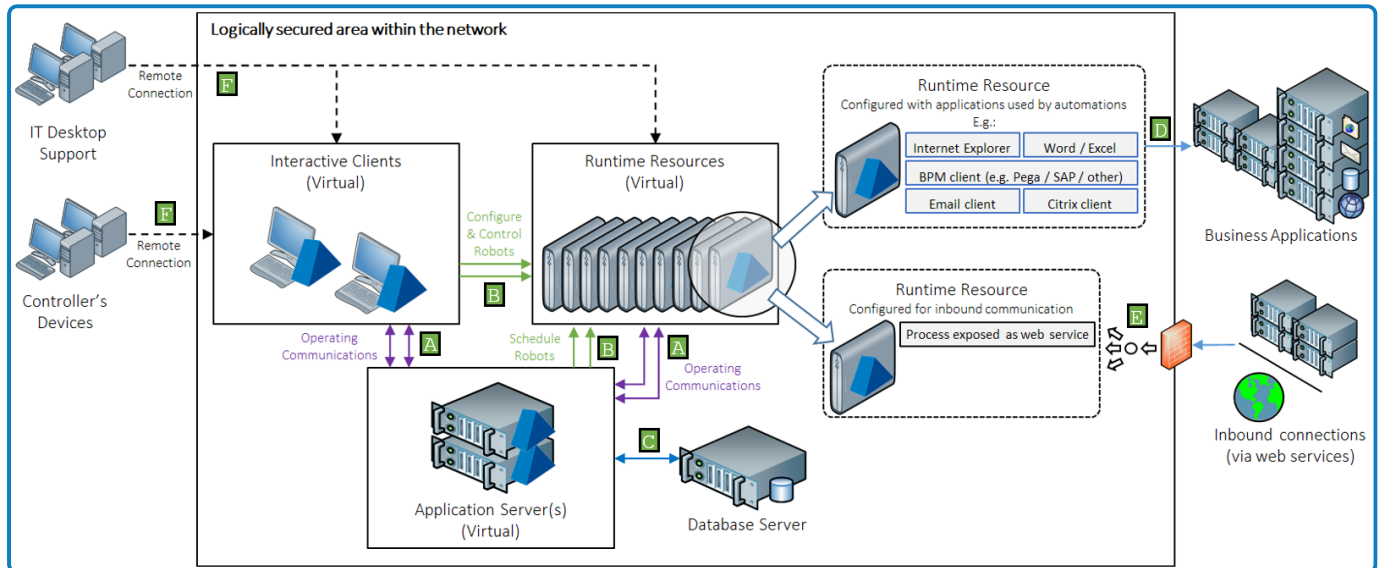 Logically secured area within the network
Remote
Connection
F
IT Desktop
Support
Interactive Clients
(Virtual)
Runtime Resources
(Virtual)
Runtime Resource
Configured with applications used by automations
E.g.:
Internet Explorer
Word / Excel
BPM client (e.g. Pega / SAP / other)
Email client
Citrix client
D
Business Applications
F
Remote
Connection
Controller's
Devices
Configure
& Control
Robots
B
Runtime Resource
Configured for inbound communication
Process exposed as web service
E
Inbound connections
(via web services)
Operating
Communications
A
Schedule
Robots
B
A
Operating
Communications
C
Application Server(s)
(Virtual)
Database Server